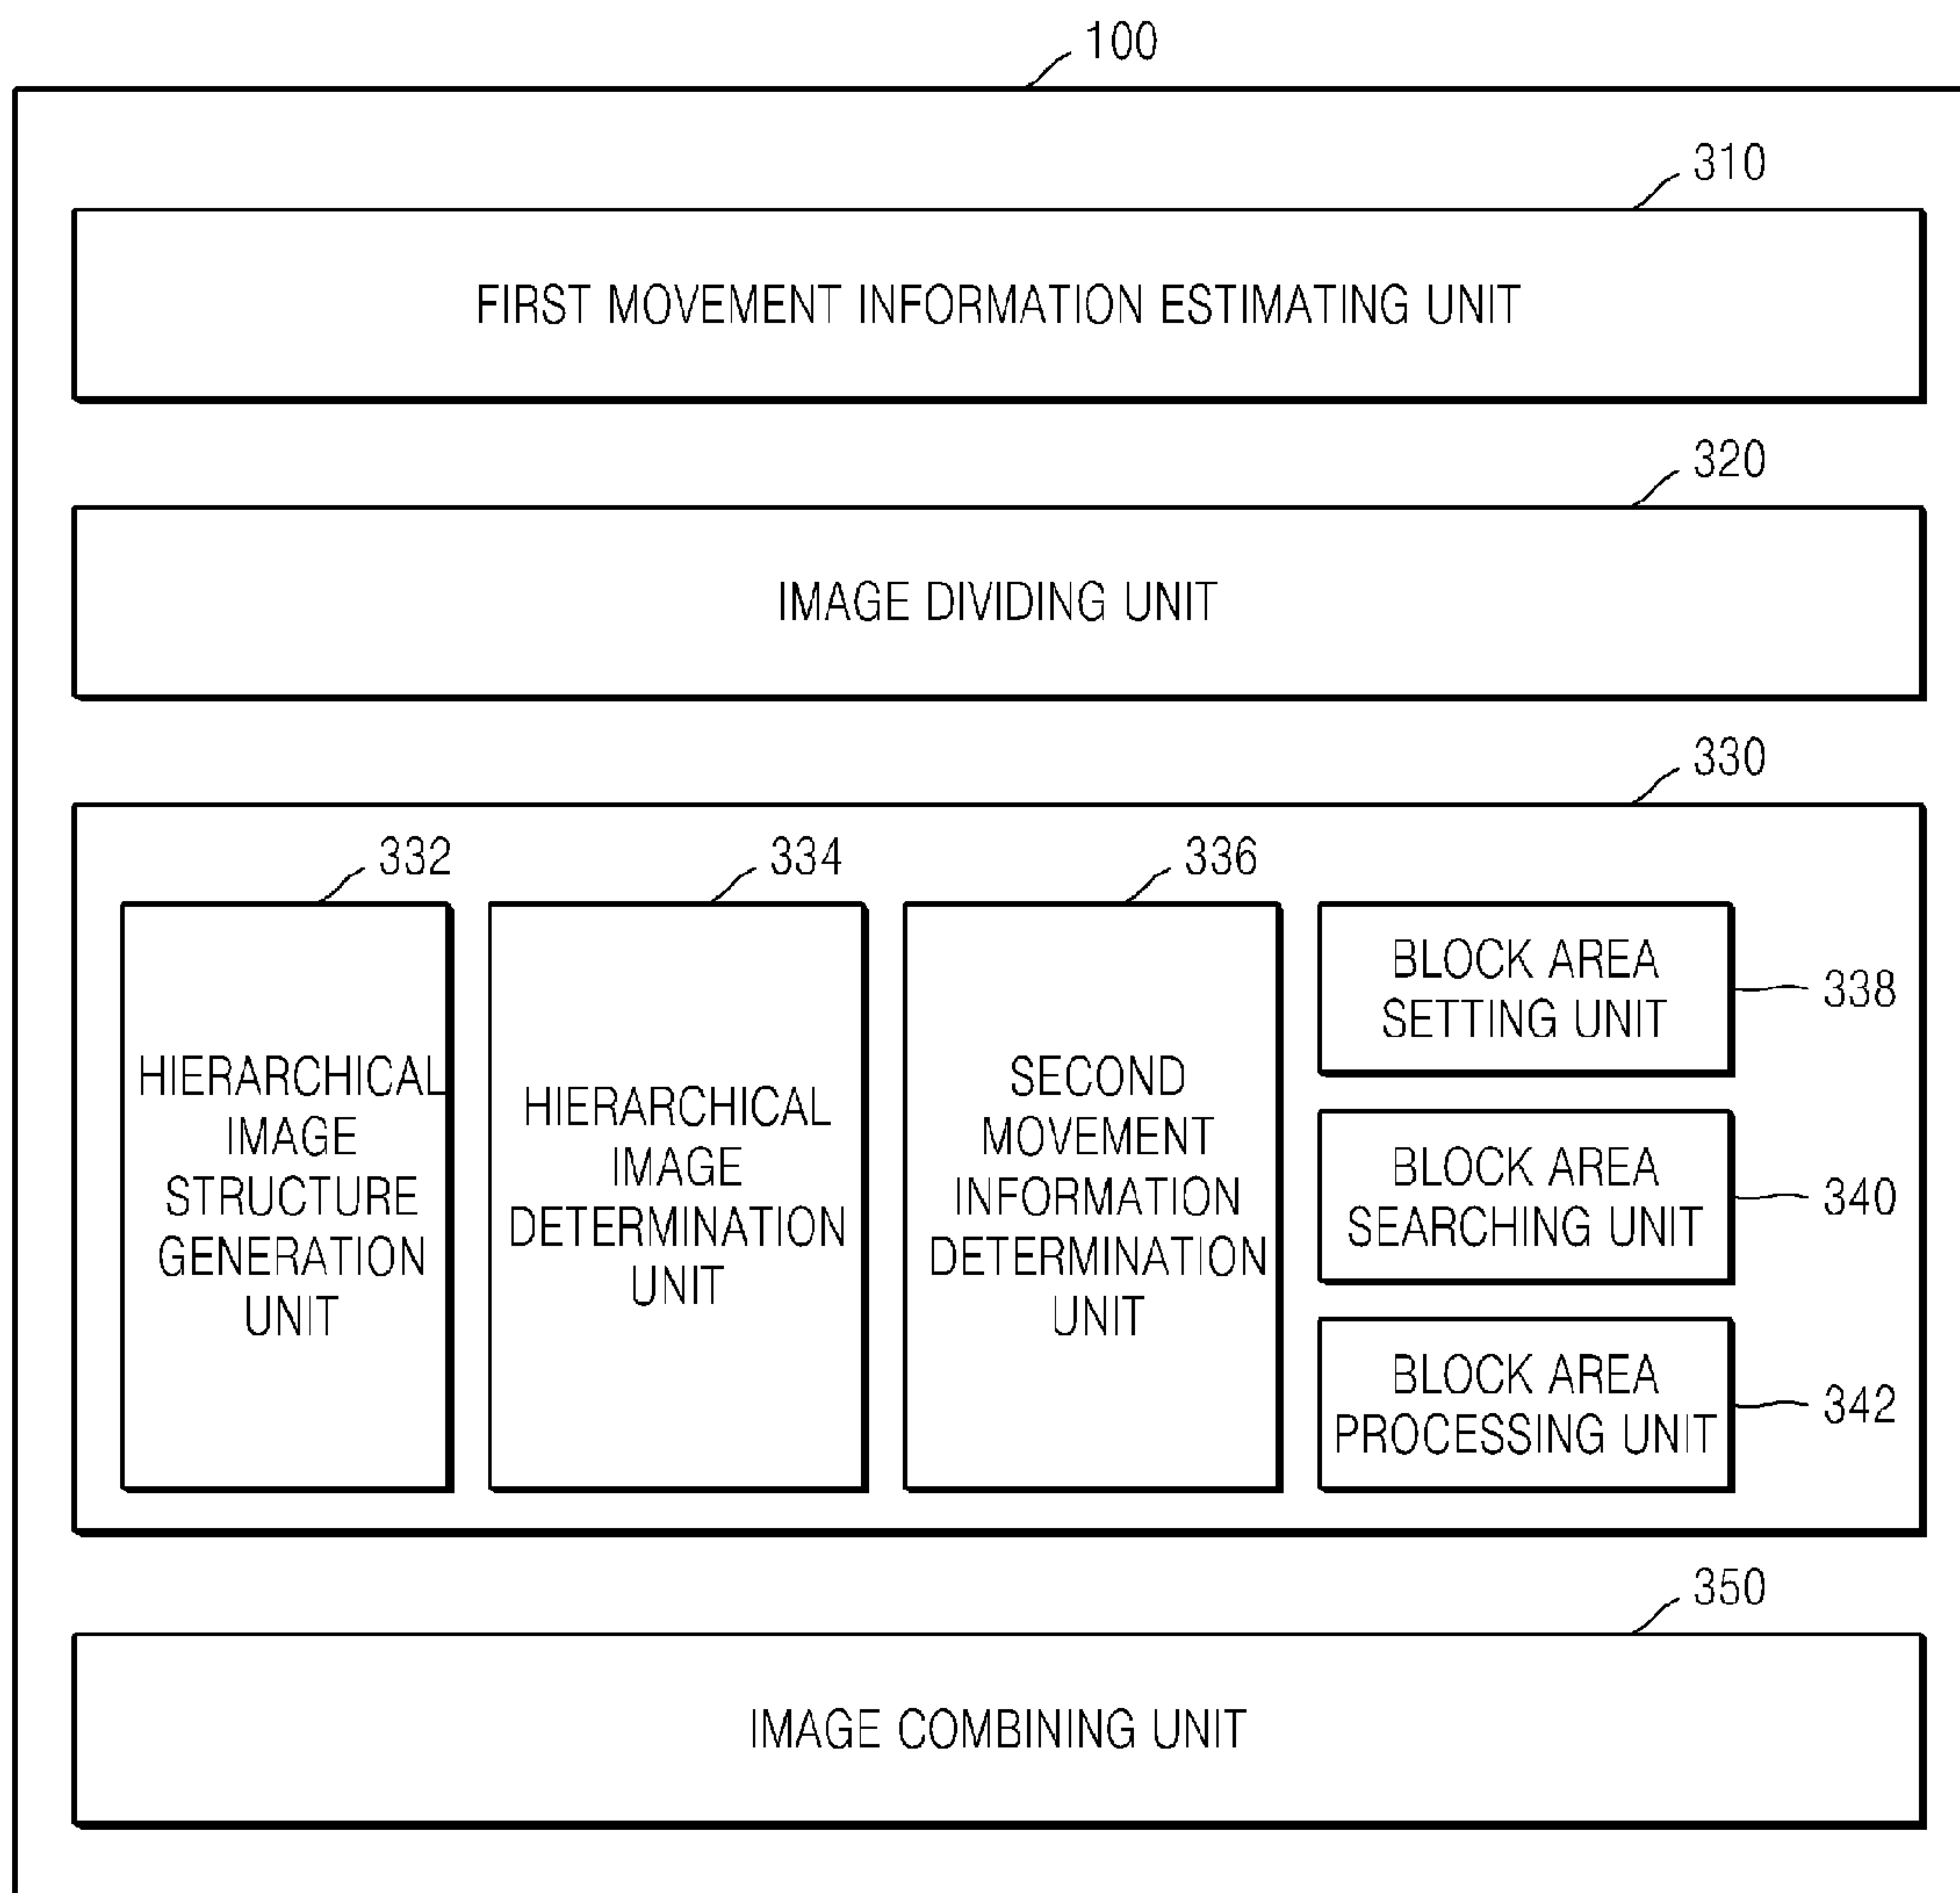 100
310
FIRST MOVEMENT INFORMATION ESTIMATING UNIT
320
IMAGE DIVIDING UNIT
330
332
HIERARCHICAL
IMAGE
STRUCTURE
GENERATION
UNIT
334
HIERARCHICAL
IMAGE
DETERMINATION
UNIT
336
SECOND
MOVEMENT
INFORMATION
DETERMINATION
UNIT
BLOCK AREA
SETTING UNIT
338
BLOCK AREA
SEARCHING UNIT
340
BLOCK AREA
PROCESSING UNIT
342
350
IMAGE COMBINING UNIT